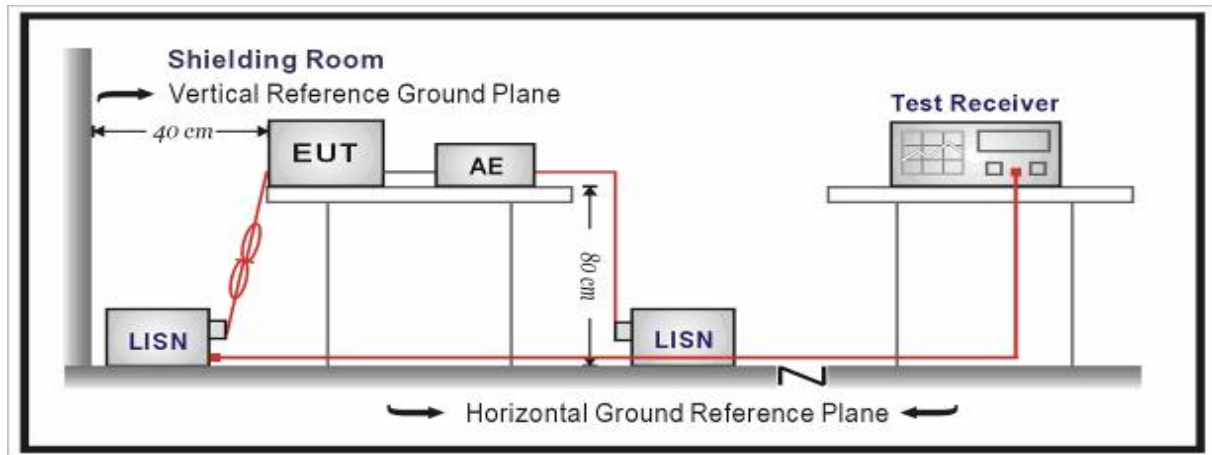 Shielding Room
Vertical Reference Ground Plane
40 cm
EUT
AE
Test Receiver
80 cm
LISN
LISN
Horizontal Ground Reference Plane